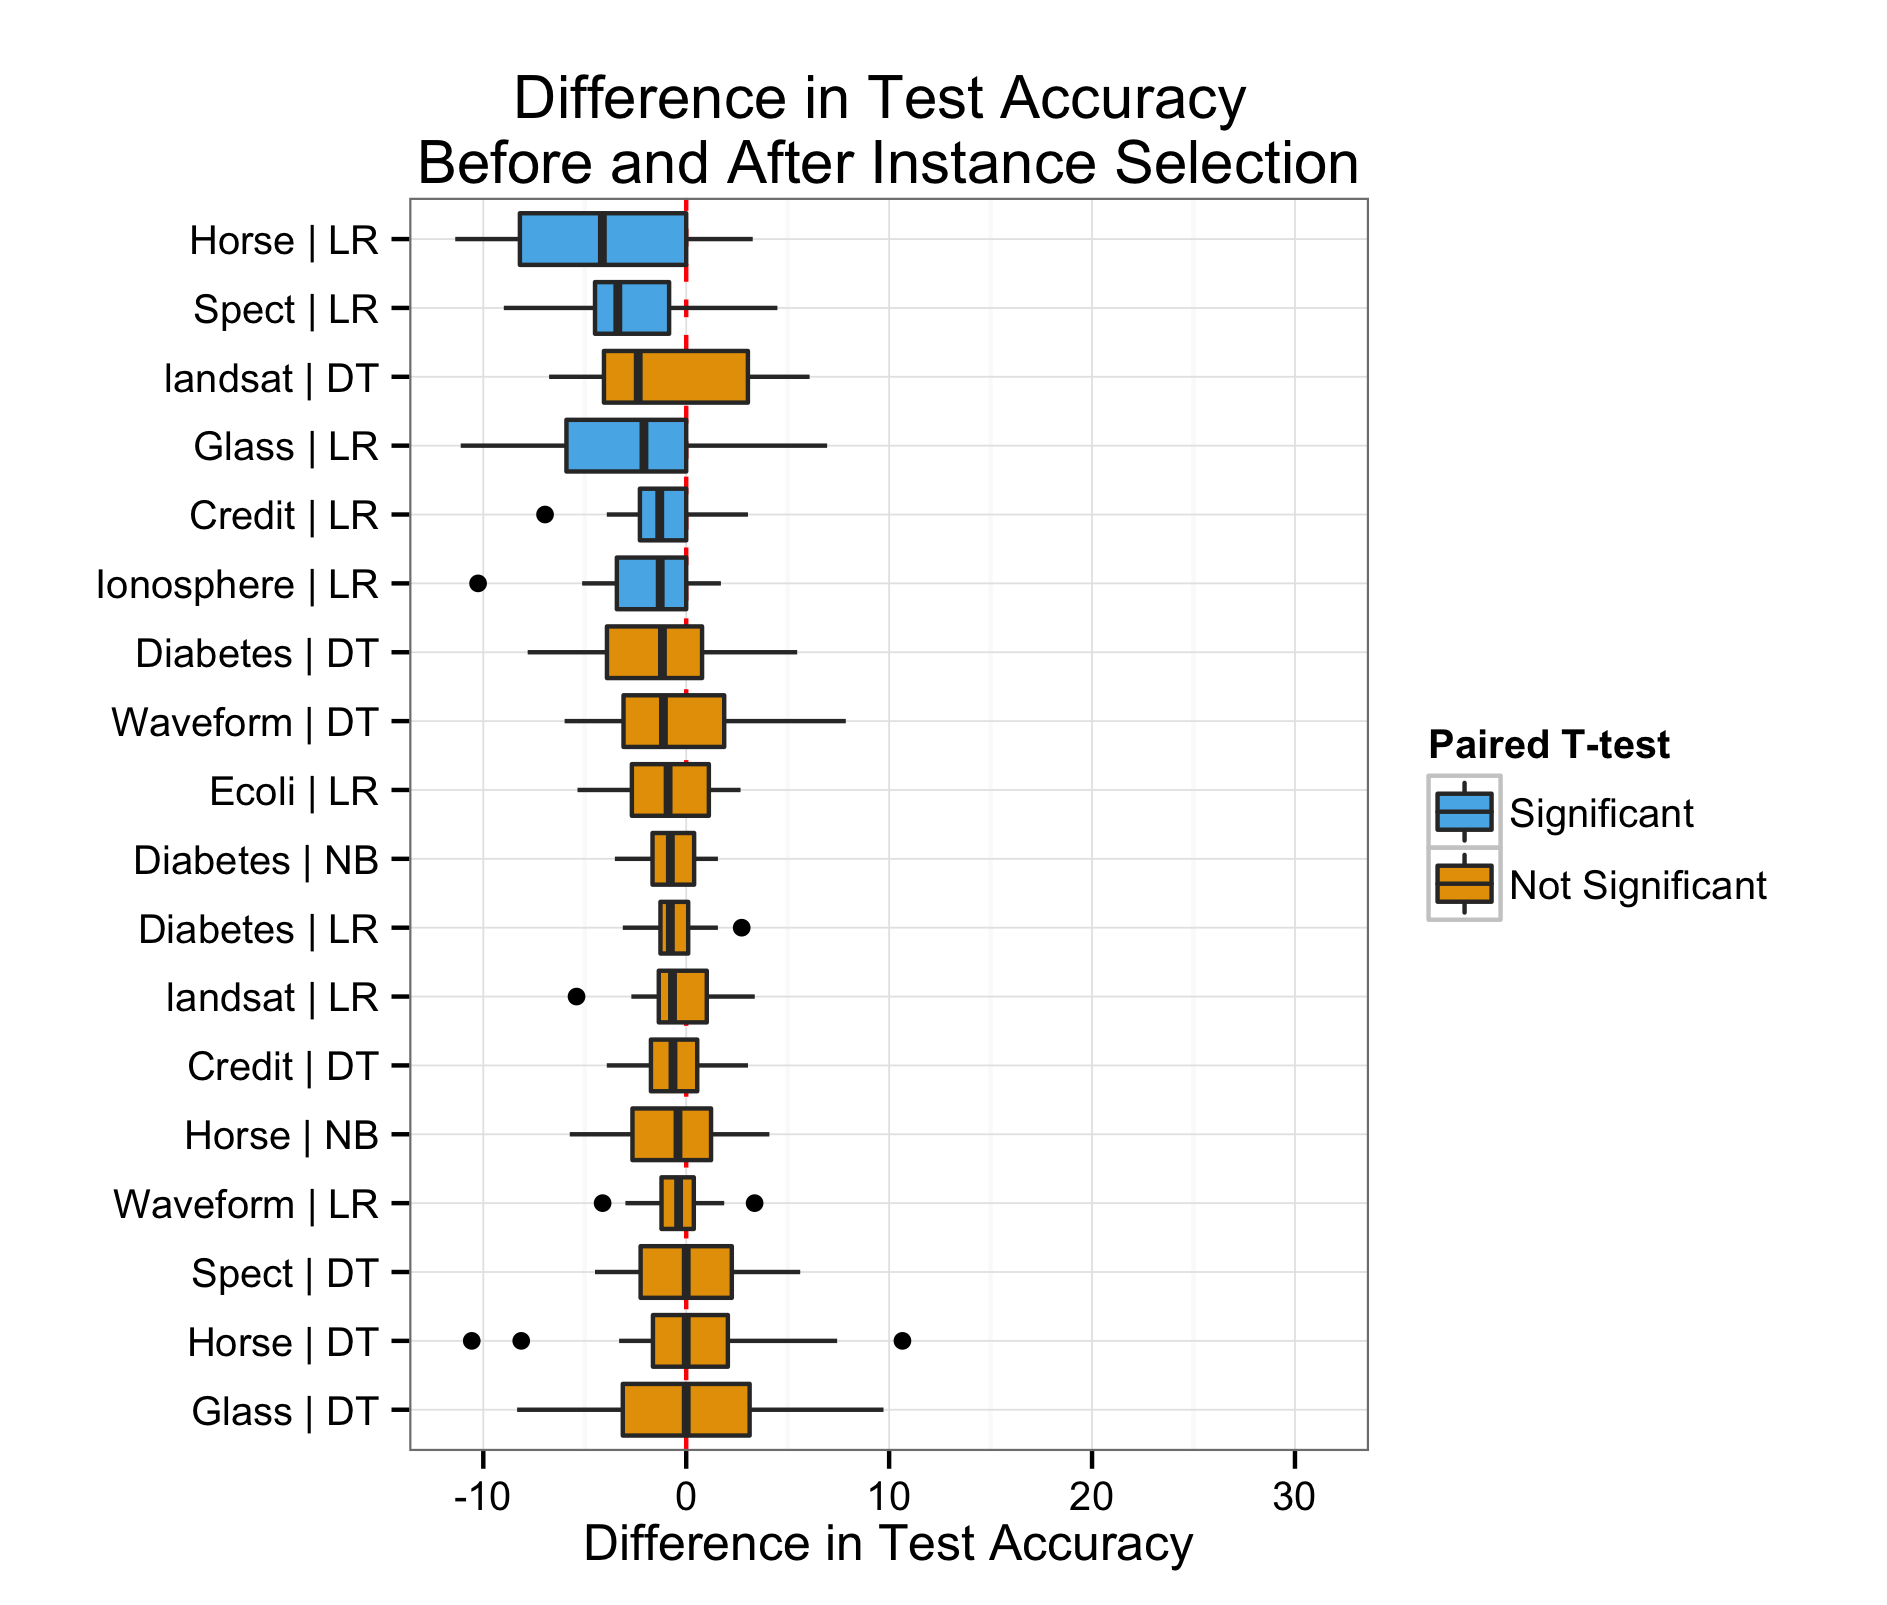 Difference in Test Accuracy
Before and After Instance Selection
Horse | LR
Spect | LR
landsat | DT
Glass | LR
Credit | LR
Ionosphere | LR
Diabetes | DT
Waveform | DT
Ecoli | LR
Diabetes | NB
Diabetes | LR
landsat | LR
Credit | DT
Horse | NB
Waveform | LR
Spect | DT
Horse | DT
Glass | DT
-10 0 10 20 30
Difference in Test Accuracy
Paired T-test
Significant
Not Significant